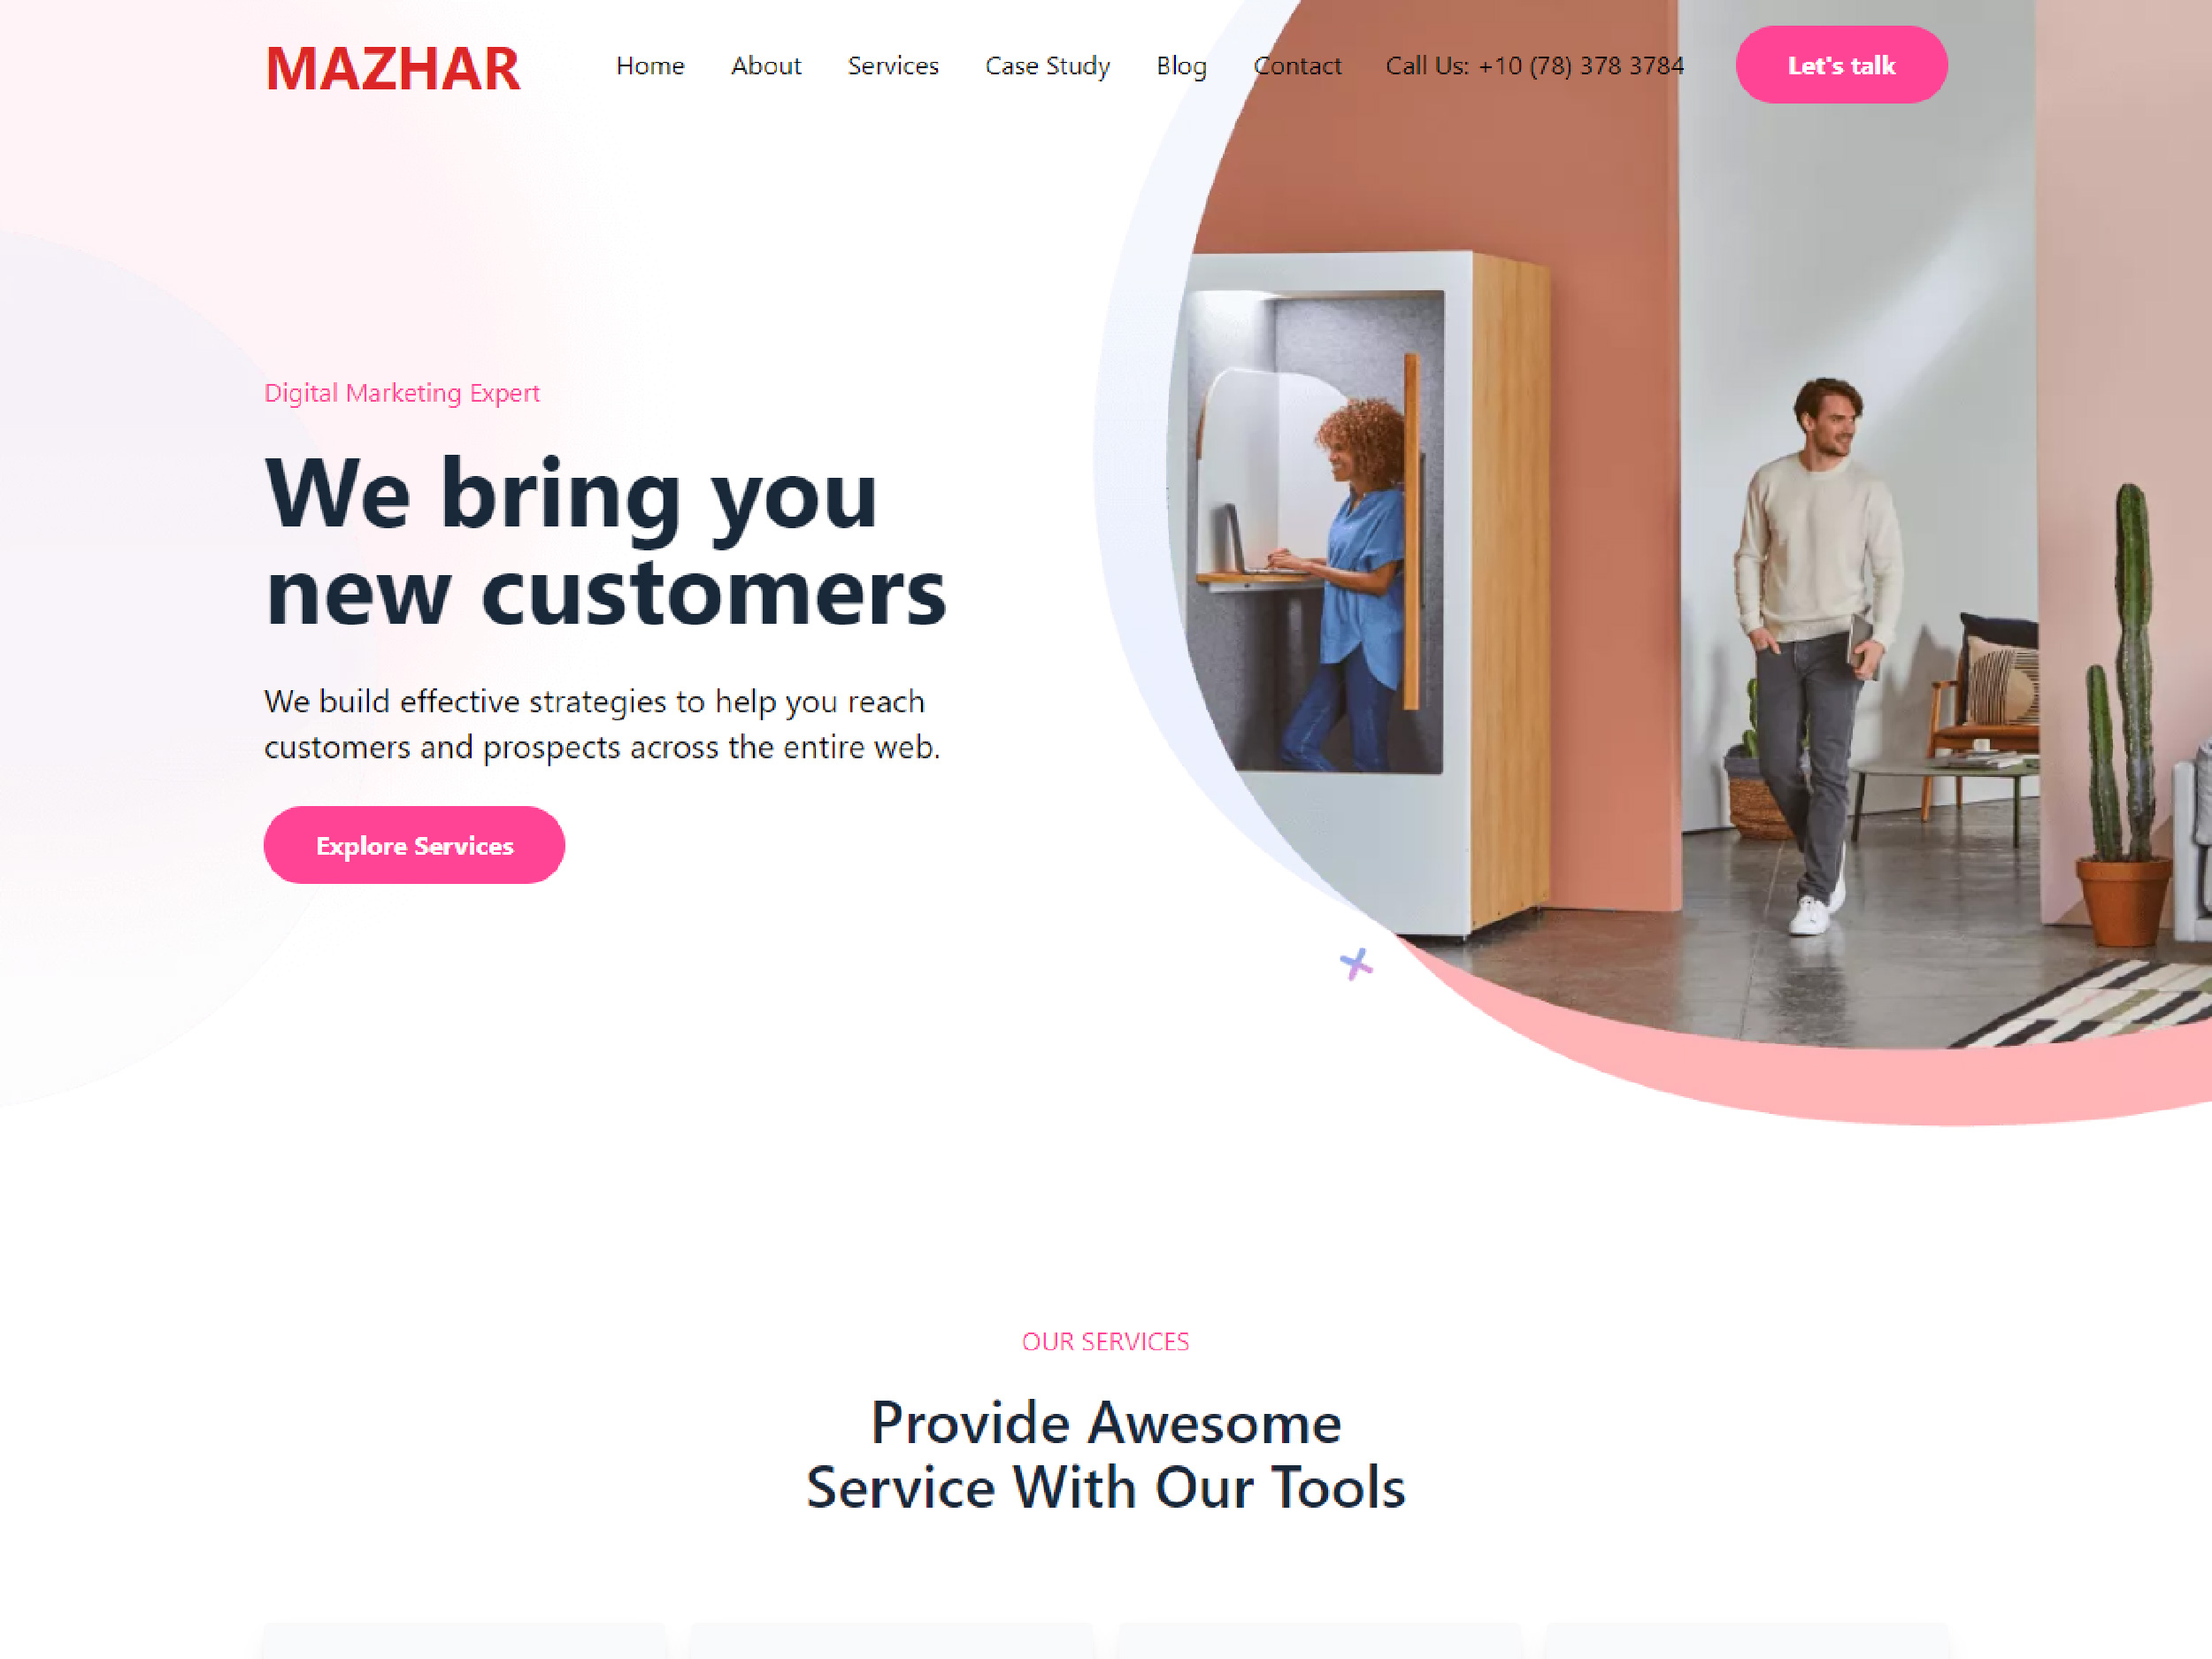 MAZHAR
Home About Services Case Study Blog Contact Call Us: +10 (78) 378 3784 Let's talk
Digital Marketing Expert
We bring you
new customers
We build effective strategies to help you reach
customers and prospects across the entire web.
Explore Services
OUR SERVICES
Provide Awesome
Service With Our Tools